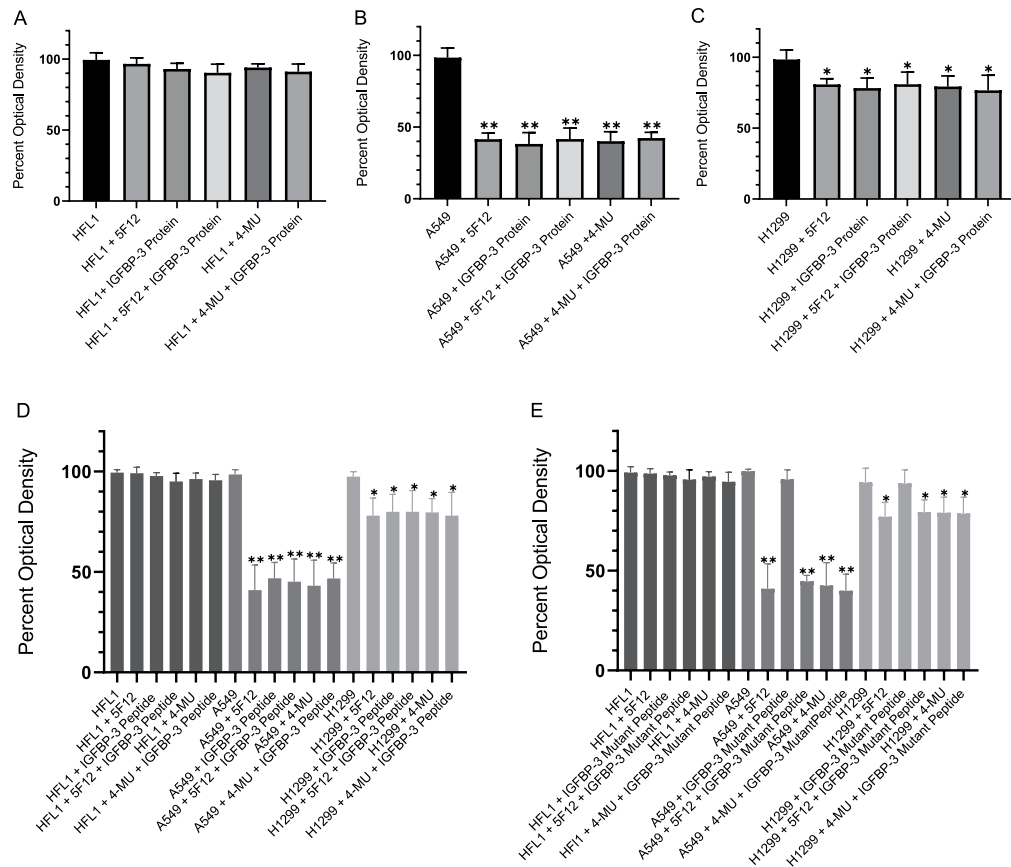 A
Percent Optical Density
100
50
0
HFL1
HFL1 + 5F12
HFL1+ IGFBP-3 Protein
HFL1 + 5F12 + IGFBP-3 Protein
HFL1 + 4-MU
HFL1 + 4-MU + IGFBP-3 Protein
B
Percent Optical Density
100
50
0
** ** ** ** **
A549
A549 + 5F12
A549 + IGFBP-3 Protein
A549 + 5F12 + IGFBP-3 Protein
A549 +4-MU
A549 + 4-MU + IGFBP-3 Protein
C
Percent Optical Density
100
50
0
* * * * *
H1299
H1299 + 5F12
H1299 + IGFBP-3 Protein
H1299 + 5F12 + IGFBP-3 Protein
H1299 + 4-MU
H1299 + 4-MU + IGFBP-3 Protein
D
Percent Optical Density
100
50
0
** ** ** ** ** * * * * *
HFL1
HFL1 + 5F12
HFL1 + IGFBP-3 Peptide
HFL1 + 5F12 + IGFBP-3 Peptide
HFL1 + 4-MU
HFL1 + 4-MU + IGFBP-3 Peptide
A549
A549 + 5F12
A549 + IGFBP-3 Peptide
A549 + 5F12 + IGFBP-3 Peptide
A549 + 4-MU
A549 + 4-MU + IGFBP-3 Peptide
H1299
H1299 + 5F12
H1299 + IGFBP-3 Peptide
H1299 + 5F12 + IGFBP-3 Peptide
H1299 + 4-MU
H1299 + 4-MU + IGFBP-3 Peptide
E
Percent Optical Density
100
50
0
** ** ** ** * * * *
HFL1
HFL1 + 5F12
HFL1 + IGFBP-3 Mutant Peptide
HFL1 + 5F12 + IGFBP-3 Mutant Peptide
HFL1 + 4-MU
HFl1 + 4-MU + IGFBP-3 Mutant Peptide
A549
A549 + 5F12
A549 + IGFBP-3 Mutant Peptide
A549 + 5F12 + IGFBP-3 Mutant Peptide
A549 + 4-MU
A549 + 4-MU + IGFBP-3 Mutant Peptide
H1299
H1299 + 5F12
H1299 + IGFBP-3 Mutant Peptide
H1299 + 5F12 + IGFBP-3 Mutant Peptide
H1299 + 4-MU
H1299 + 4-MU + IGFBP-3 Mutant Peptide